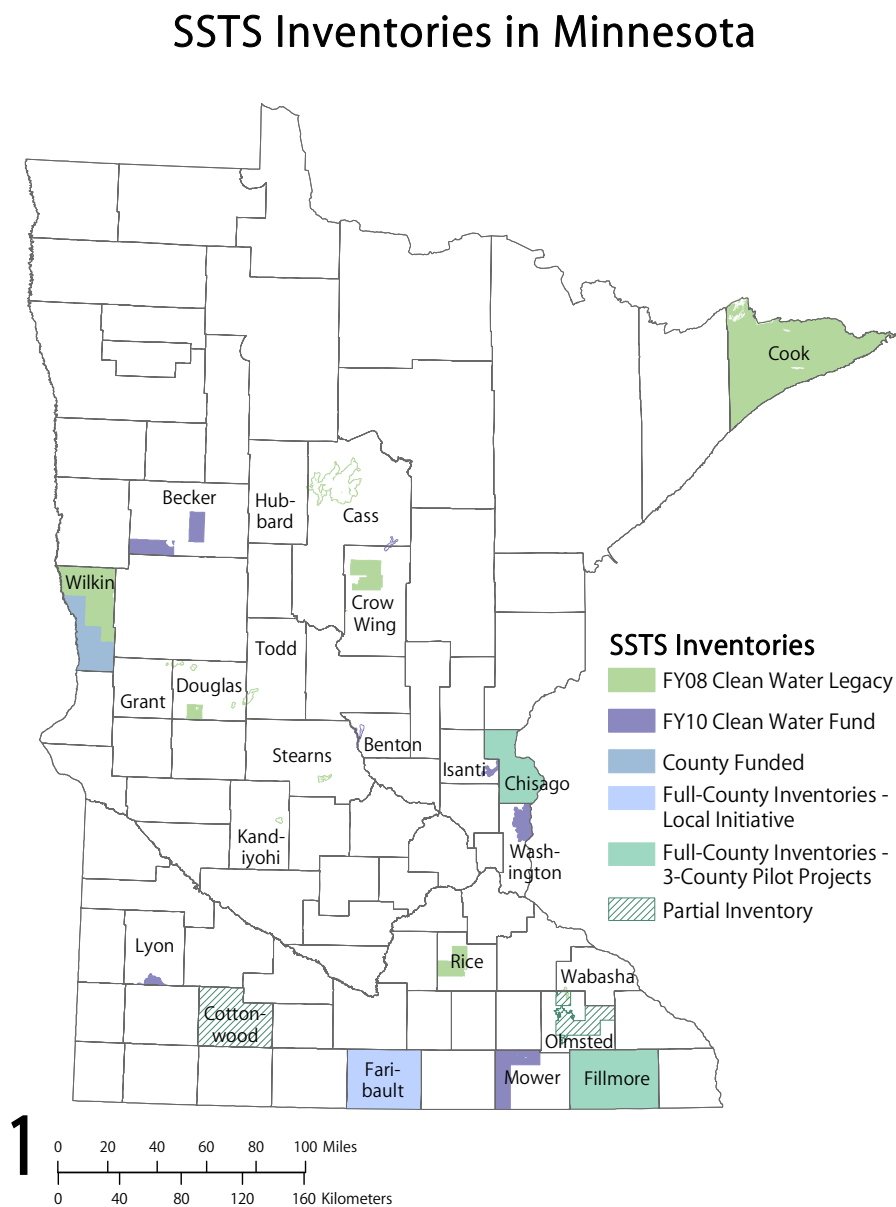 SSTS Inventories in Minnesota
Cook
Becker
Hub-
bard
Cass
Wilkin
Crow
Wing
Todd
Grant
Douglas
Stearns
Benton
Isanti
Chisago
Kand-
iyohi
Wash-
ington
Lyon
Rice
Wabasha
Cotton-
wood
Olmsted
Fari-
bault
Mower
Fillmore
SSTS Inventories
FY08 Clean Water Legacy
FY10 Clean Water Fund
County Funded
Full-County Inventories -
Local Initiative
Full-County Inventories -
3-County Pilot Projects
Partial Inventory
1
0 20 40 60 80 100 Miles
0 40 80 120 160 Kilometers